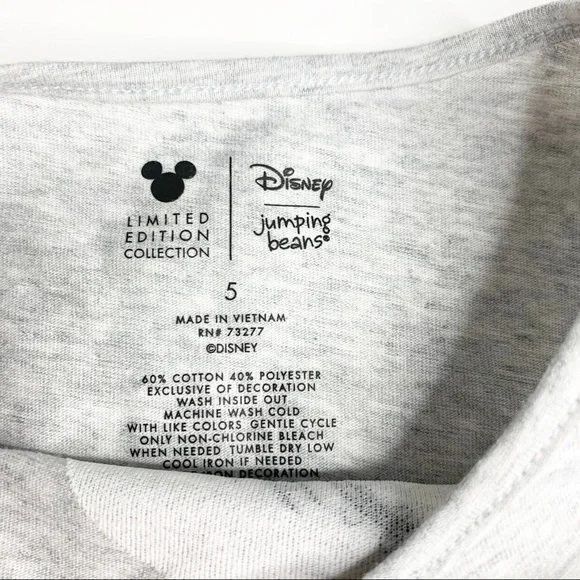 LIMITED
EDITION
COLLECTION
Disney
jumping
beans®
5
MADE IN VIETNAM
RN# 73277
©DISNEY
60% COTTON 40% POLYESTER
EXCLUSIVE OF DECORATION
WASH INSIDE OUT
MACHINE WASH COLD
WITH LIKE COLORS GENTLE CYCLE
ONLY NON-CHLORINE BLEACH
WHEN NEEDED TUMBLE DRY LOW
COOL IRON IF NEEDED
IRON DECORATION